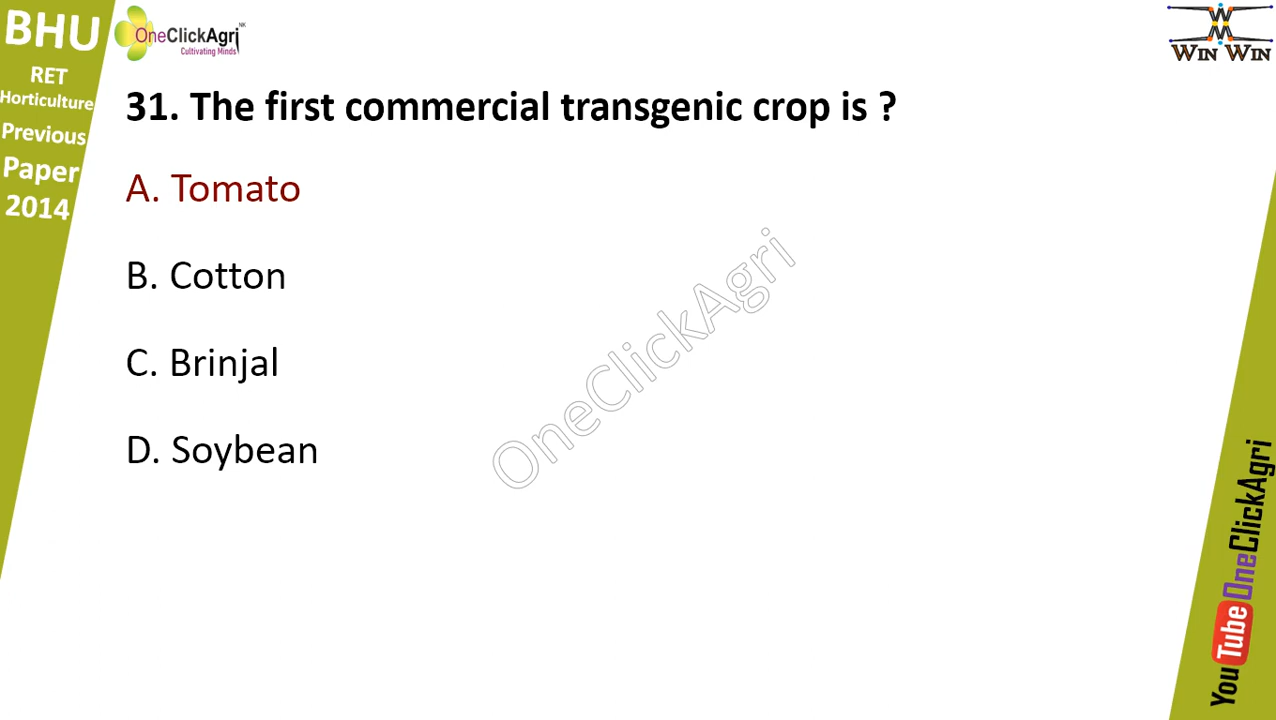 BHU
RET
Horticulture
Previous
Paper
2014
OneClickAgri NK
Cultivating Minds
WIN WIN
31. The first commercial transgenic crop is ?
A. Tomato
B. Cotton
C. Brinjal
D. Soybean
OneClickAgri
YouTube OneClickAgri